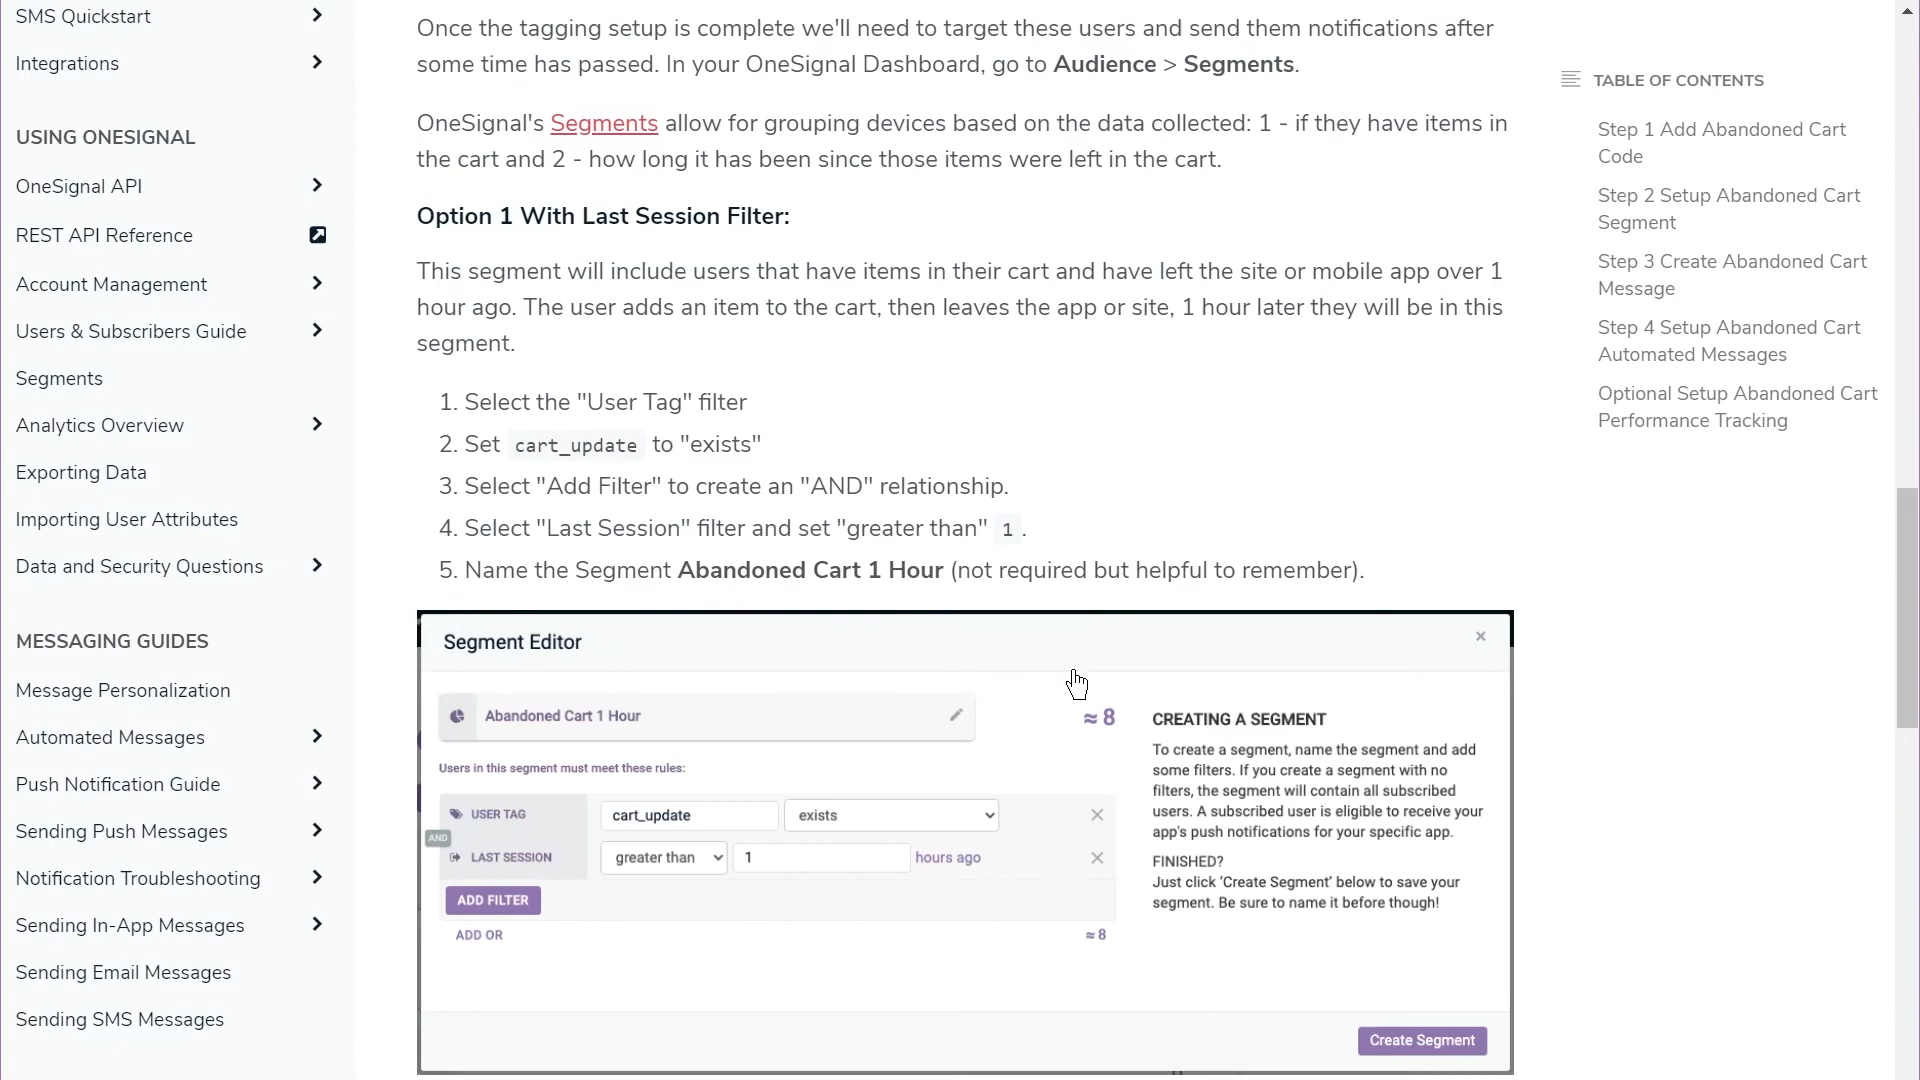 SMS Quickstart
Integrations
USING ONESIGNAL
OneSignal API
REST API Reference
Account Management
Users & Subscribers Guide
Segments
Analytics Overview
Exporting Data
Importing User Attributes
Data and Security Questions
MESSAGING GUIDES
Message Personalization
Automated Messages
Push Notification Guide
Sending Push Messages
Notification Troubleshooting
Sending In-App Messages
Sending Email Messages
Sending SMS Messages
Once the tagging setup is complete we'll need to target these users and send them notifications after
some time has passed. In your OneSignal Dashboard, go to Audience > Segments.
OneSignal's Segments allow for grouping devices based on the data collected: 1 - if they have items in
the cart and 2 - how long it has been since those items were left in the cart.
Option 1 With Last Session Filter:
This segment will include users that have items in their cart and have left the site or mobile app over 1
hour ago. The user adds an item to the cart, then leaves the app or site, 1 hour later they will be in this
segment.
1. Select the "User Tag" filter
2. Set cart_update to "exists"
3. Select "Add Filter" to create an "AND" relationship.
4. Select "Last Session" filter and set "greater than" 1 .
5. Name the Segment Abandoned Cart 1 Hour (not required but helpful to remember).
Segment Editor
×
Abandoned Cart 1 Hour
≈ 8
Users in this segment must meet these rules:
USER TAG cart_update exists
AND
LAST SESSION greater than 1 hours ago
ADD FILTER
ADD OR
≈ 8
CREATING A SEGMENT
To create a segment, name the segment and add
some filters. If you create a segment with no
filters, the segment will contain all subscribed
users. A subscribed user is eligible to receive your
app's push notifications for your specific app.
FINISHED?
Just click 'Create Segment' below to save your
segment. Be sure to name it before though!
Create Segment
TABLE OF CONTENTS
Step 1 Add Abandoned Cart
Code
Step 2 Setup Abandoned Cart
Segment
Step 3 Create Abandoned Cart
Message
Step 4 Setup Abandoned Cart
Automated Messages
Optional Setup Abandoned Cart
Performance Tracking